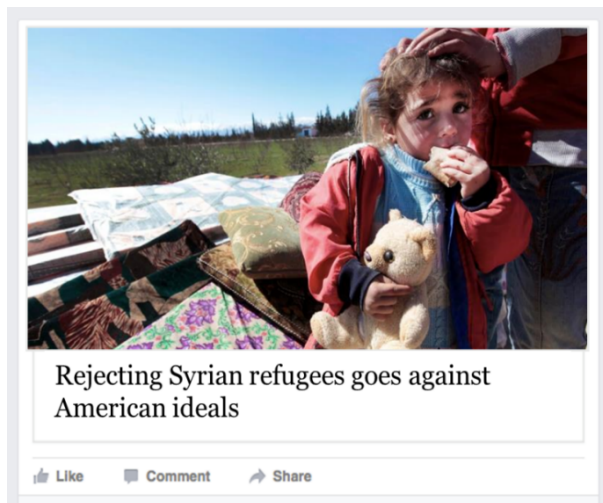 Rejecting Syrian refugees goes against
American ideals
Like Comment Share